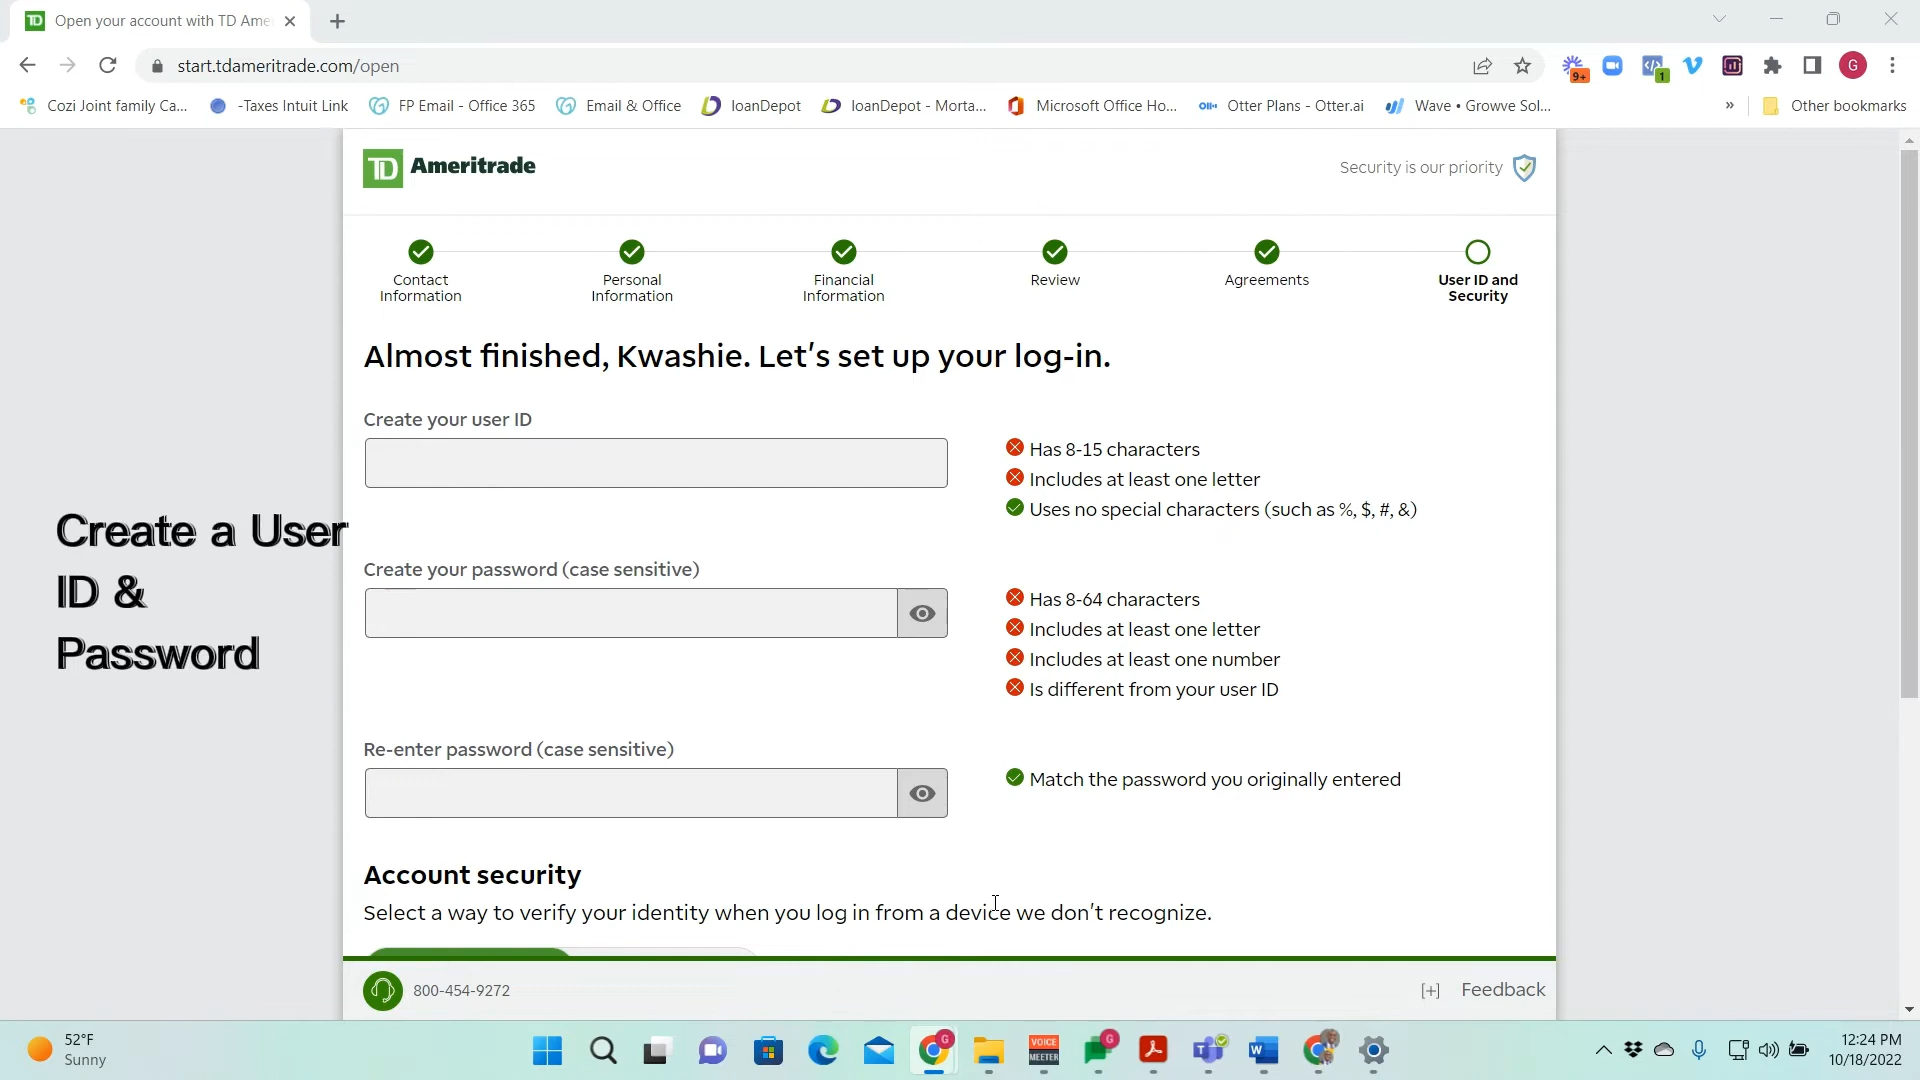 Open your account with TD Ame
start.tdameritrade.com/open
9+
1
G
Cozi Joint family Ca...
-Taxes Intuit Link
FP Email - Office 365
Email & Office
loanDepot
loanDepot - Morta...
Microsoft Office Ho...
Otter Plans - Otter.ai
Wave • Growve Sol...
»
Other bookmarks
TD Ameritrade
Security is our priority
Contact Information
Personal Information
Financial Information
Review
Agreements
User ID and Security
Almost finished, Kwashie. Let's set up your log-in.
Create your user ID
Has 8-15 characters
Includes at least one letter
Uses no special characters (such as %, $, #, &)
Create a User
ID &
Password
Create your password (case sensitive)
Has 8-64 characters
Includes at least one letter
Includes at least one number
Is different from your user ID
Re-enter password (case sensitive)
Match the password you originally entered
Account security
Select a way to verify your identity when you log in from a device we don't recognize.
800-454-9272
[+] Feedback
52°F
Sunny
G
VOICE
MEETER
G
12:24 PM
10/18/2022